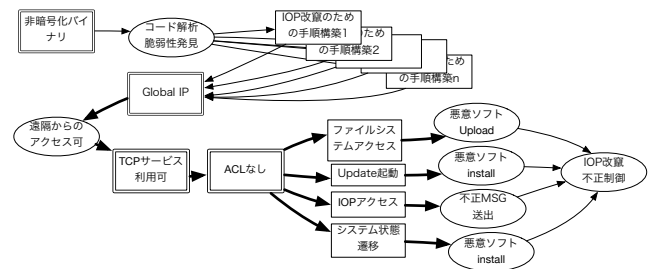 非暗号化バイ
ナリ
コード解析
脆弱性発見
IOP改竄のため
の手順構築1
の手順構築2
ため
の手順構築n
Global IP
遠隔からの
アクセス可
TCPサービス
利用可
ACLなし
ファイルシス
テムアクセス
Update起動
IOPアクセス
システム状態
遷移
悪意ソフト
Upload
悪意ソフト
install
不正MSG
送出
悪意ソフト
install
IOP改竄
不正制御